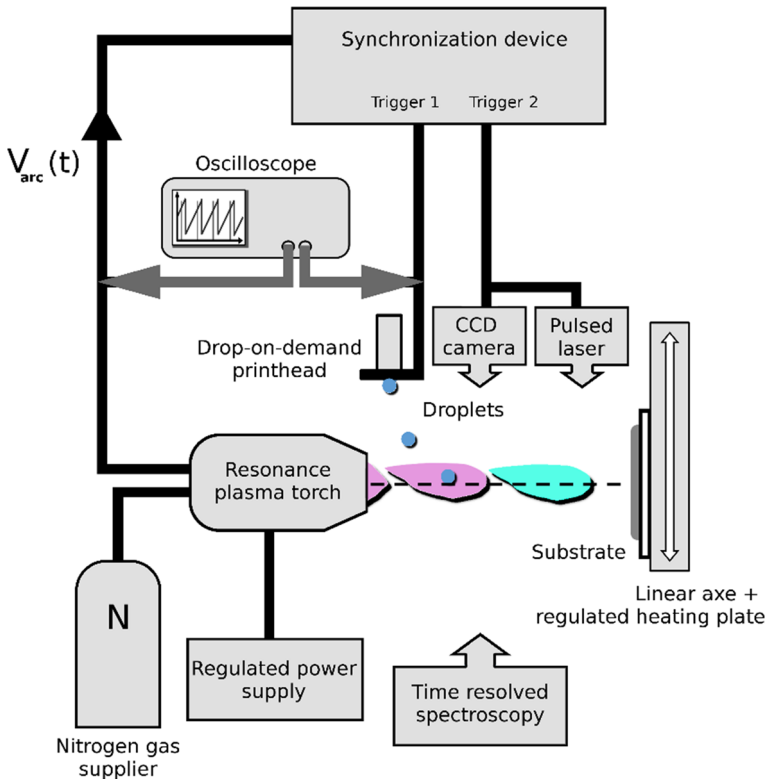 Synchronization device
Trigger 1
Trigger 2
V arc (t)
Oscilloscope
Drop-on-demand
printhead
CCD
camera
Pulsed
laser
Droplets
Resonance
plasma torch
Substrate
Linear axe +
regulated heating plate
N
Regulated power
supply
Time resolved
spectroscopy
Nitrogen gas
supplier